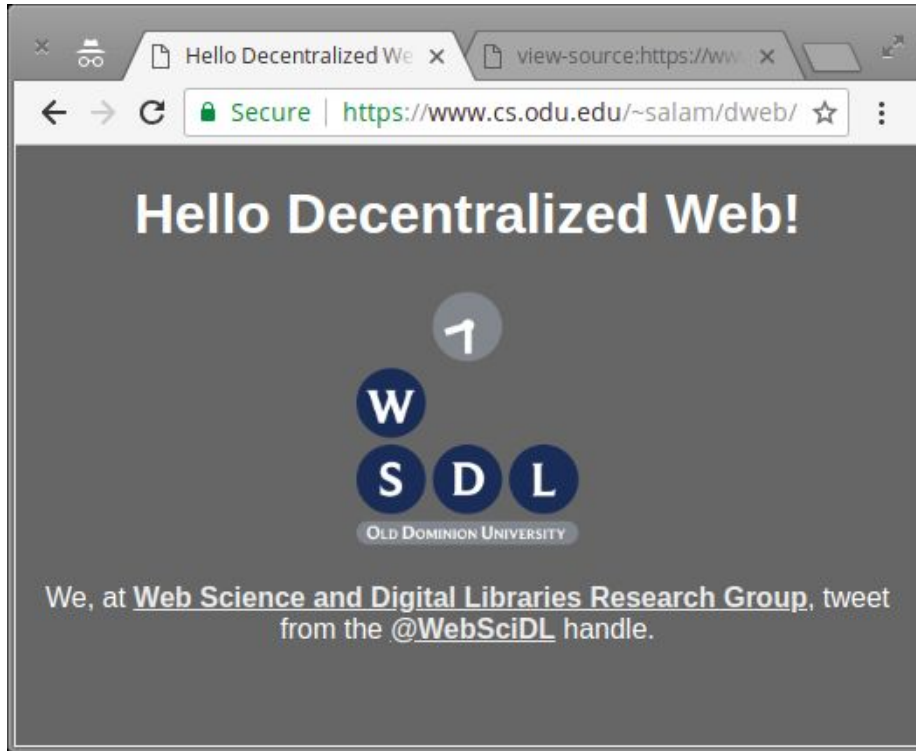 Hello Decentralized We
view-source:https://ww
Secure https://www.cs.odu.edu/~salam/dweb/
Hello Decentralized Web!
W
S D L
OLD DOMINION UNIVERSITY
We, at Web Science and Digital Libraries Research Group, tweet
from the @WebSciDL handle.